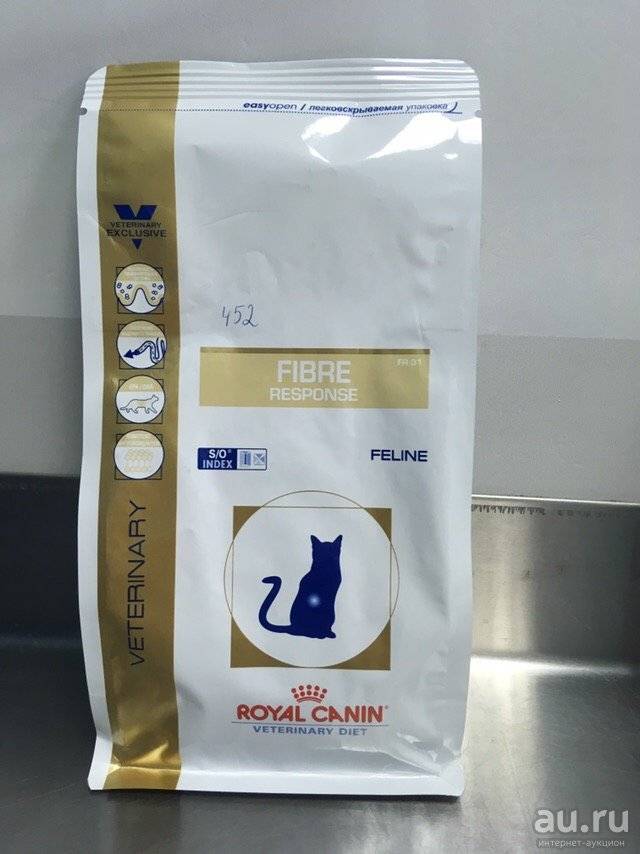 easyopen / легковскрываемая упаковка
VETERINARY
EXCLUSIVE
452
FIBRE
RESPONSE
FR 31
S/O
INDEX
FELINE
VETERINARY
ROYAL CANIN
VETERINARY DIET
au.ru
интернет-аукцион